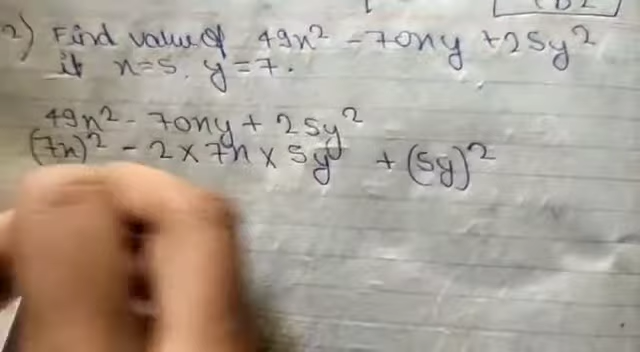 2) Find value of 49x² - 70xy + 25y²
if x=5, y=7.
49x² - 70xy + 25y²
(7x)² - 2 × 7x × 5y + (5y)²